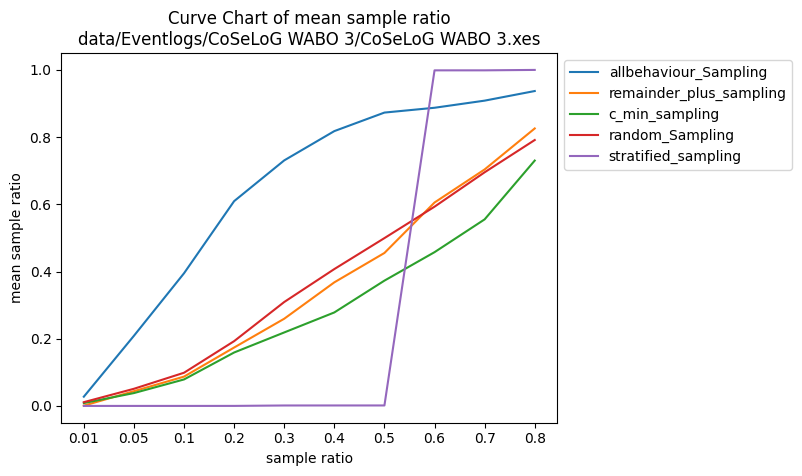 Curve Chart of mean sample ratio
data/Eventlogs/CoSeLoG WABO 3/CoSeLoG WABO 3.xes
1.0
0.8
0.6
0.4
0.2
0.0
mean sample ratio
0.01 0.05 0.1 0.2 0.3 0.4 0.5 0.6 0.7 0.8
sample ratio
allbehaviour_Sampling
remainder_plus_sampling
c_min_sampling
random_Sampling
stratified_sampling